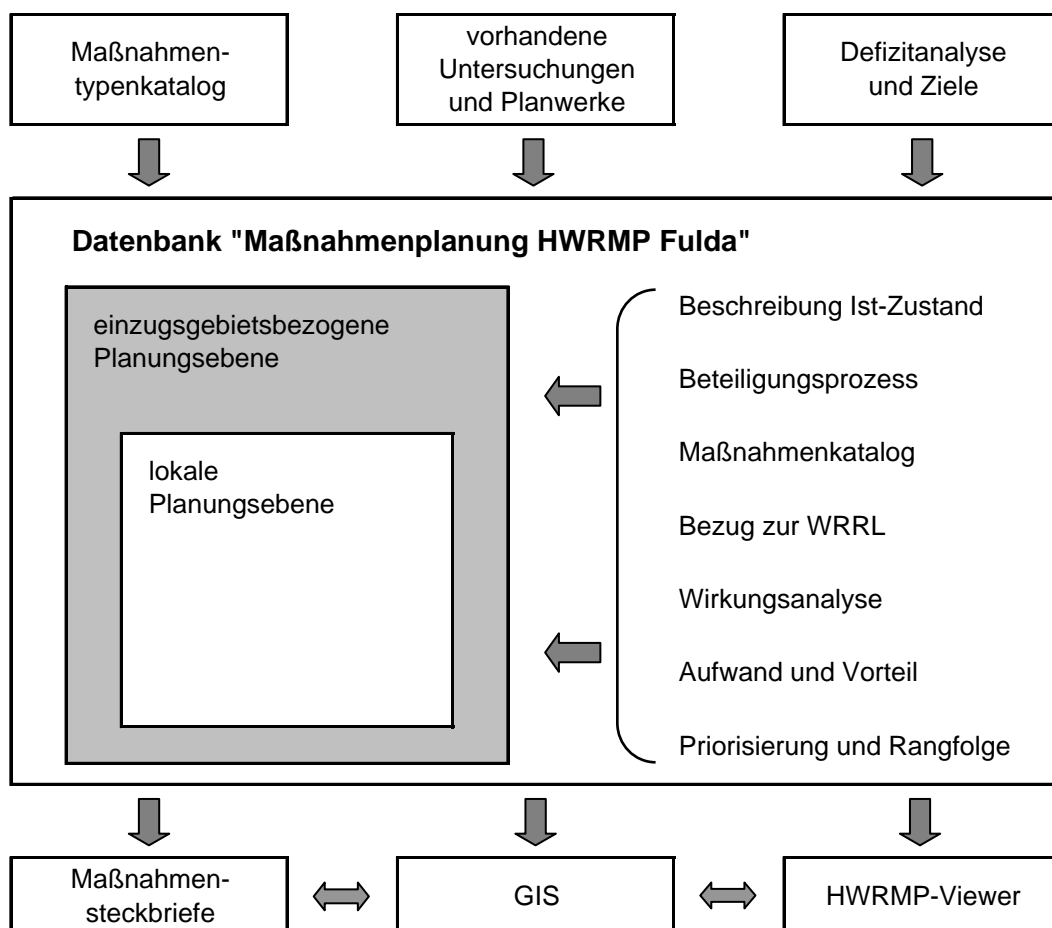 Maßnahmen-
typenkatalog
vorhandene
Untersuchungen
und Planwerke
Defizitanalyse
und Ziele
Datenbank "Maßnahmenplanung HWRMP Fulda"
einzugsgebietsbezogene
Planungsebene
lokale
Planungsebene
Beschreibung Ist-Zustand
Beteiligungsprozess
Maßnahmenkatalog
Bezug zur WRRL
Wirkungsanalyse
Aufwand und Vorteil
Priorisierung und Rangfolge
Maßnahmen-
steckbriefe
GIS
HWRMP-Viewer